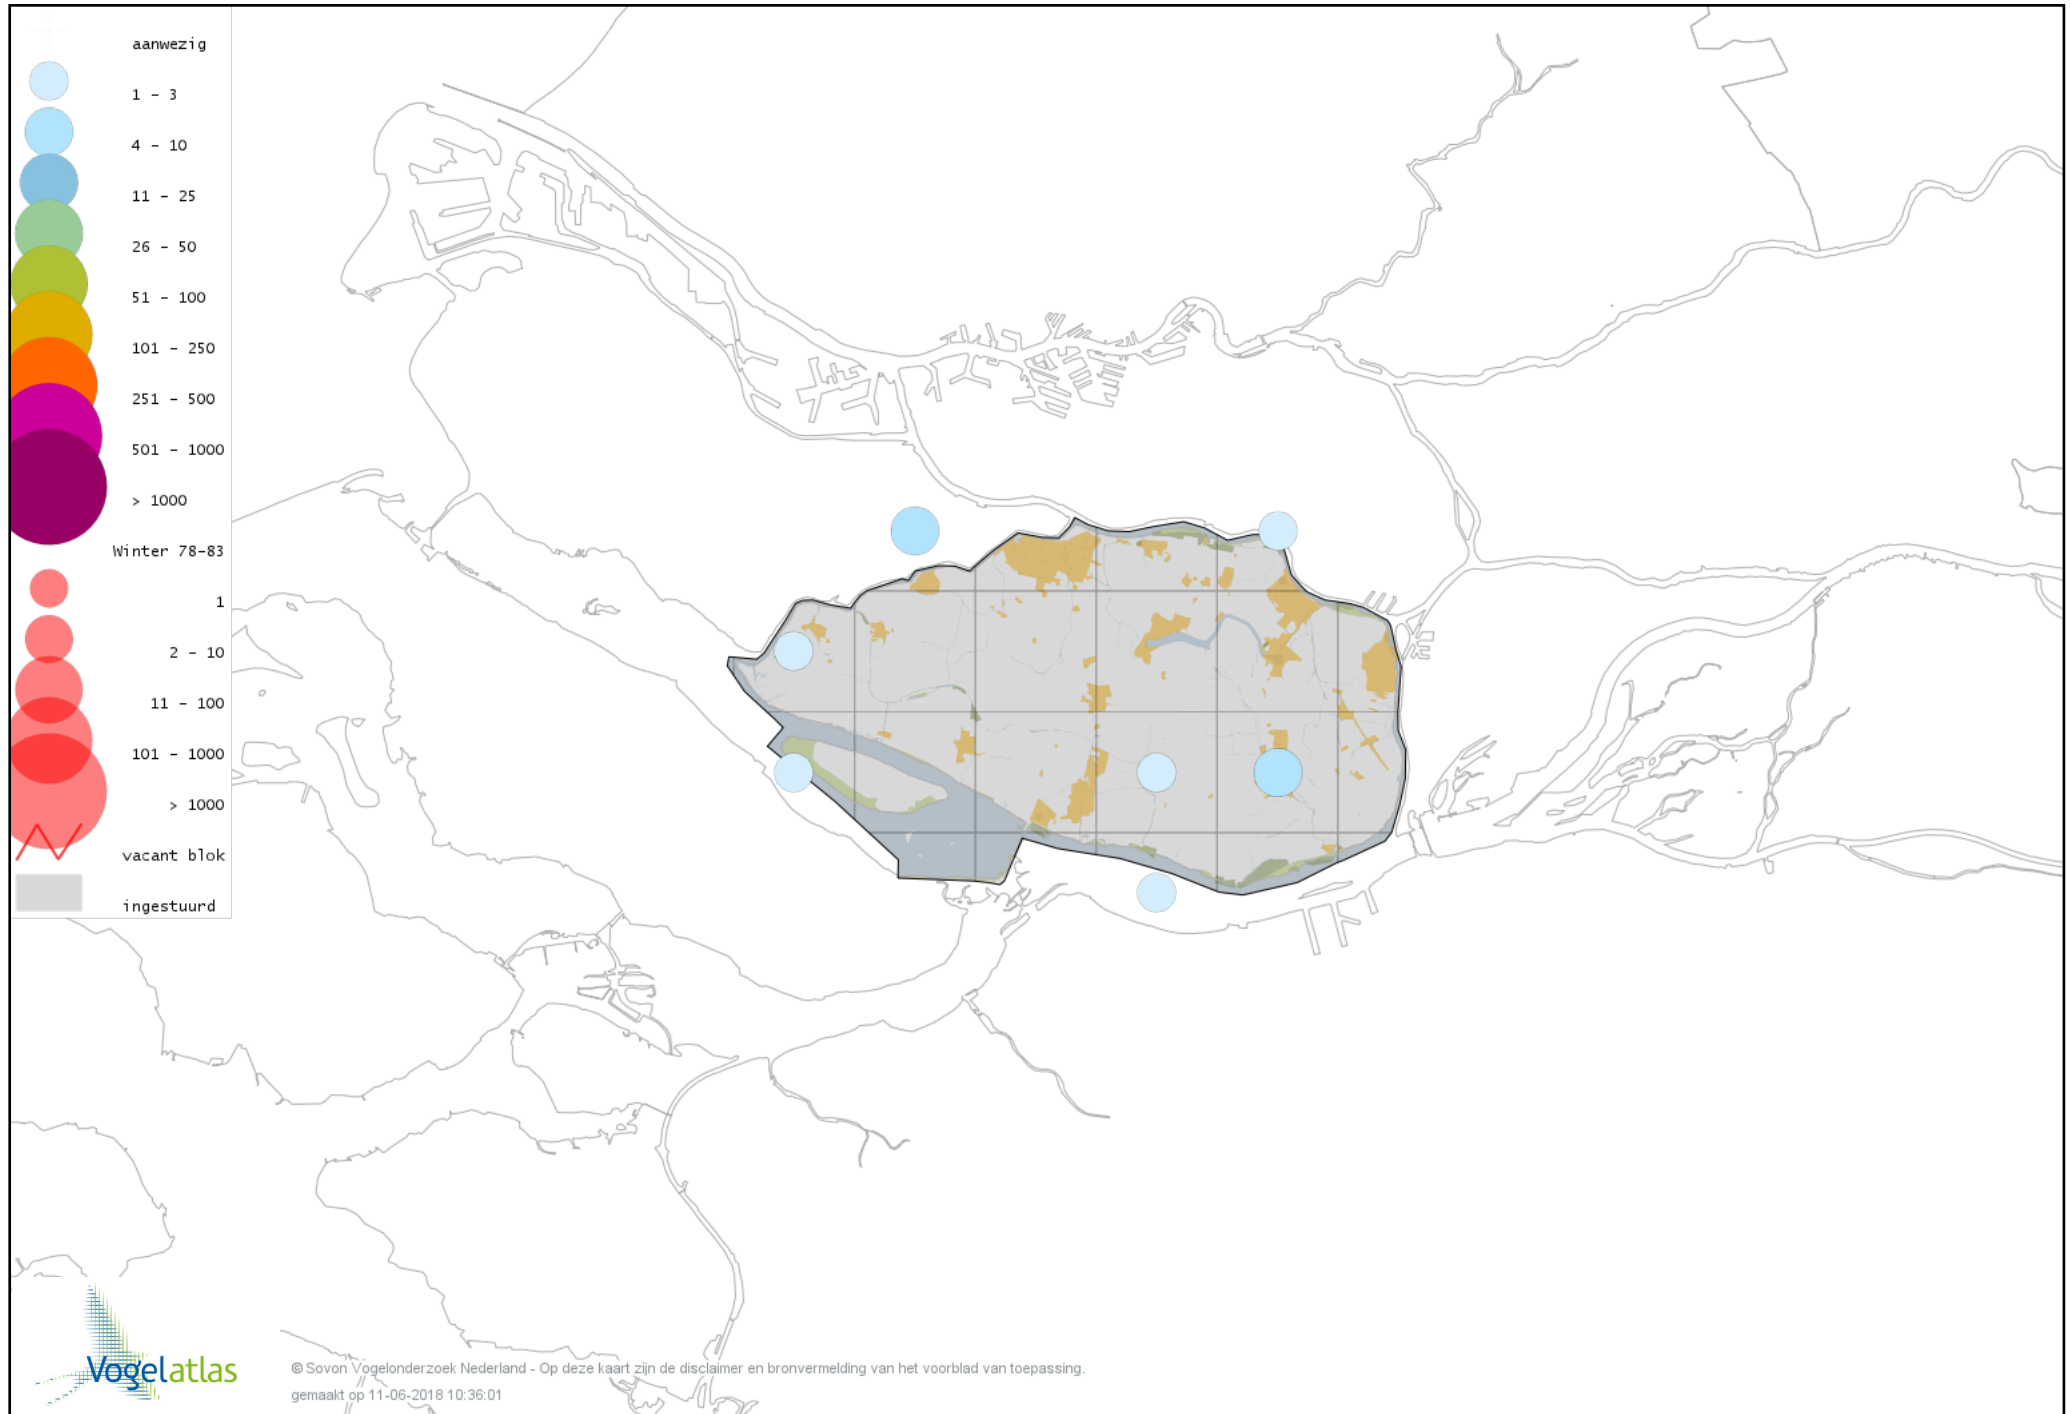 aanwezig
1 - 3
4 - 10
11 - 25
26 - 50
51 - 100
101 - 250
251 - 500
501 - 1000
> 1000
Winter 78-83
1
2 - 10
11 - 100
101 - 1000
> 1000
vacant blok
ingestuurd
Vogelatlas
© Sovon Vogelonderzoek Nederland - Op deze kaart zijn de disclaimer en bronvermelding van het voorblad van toepassing.
gemaakt op 11-06-2018 10:36:01